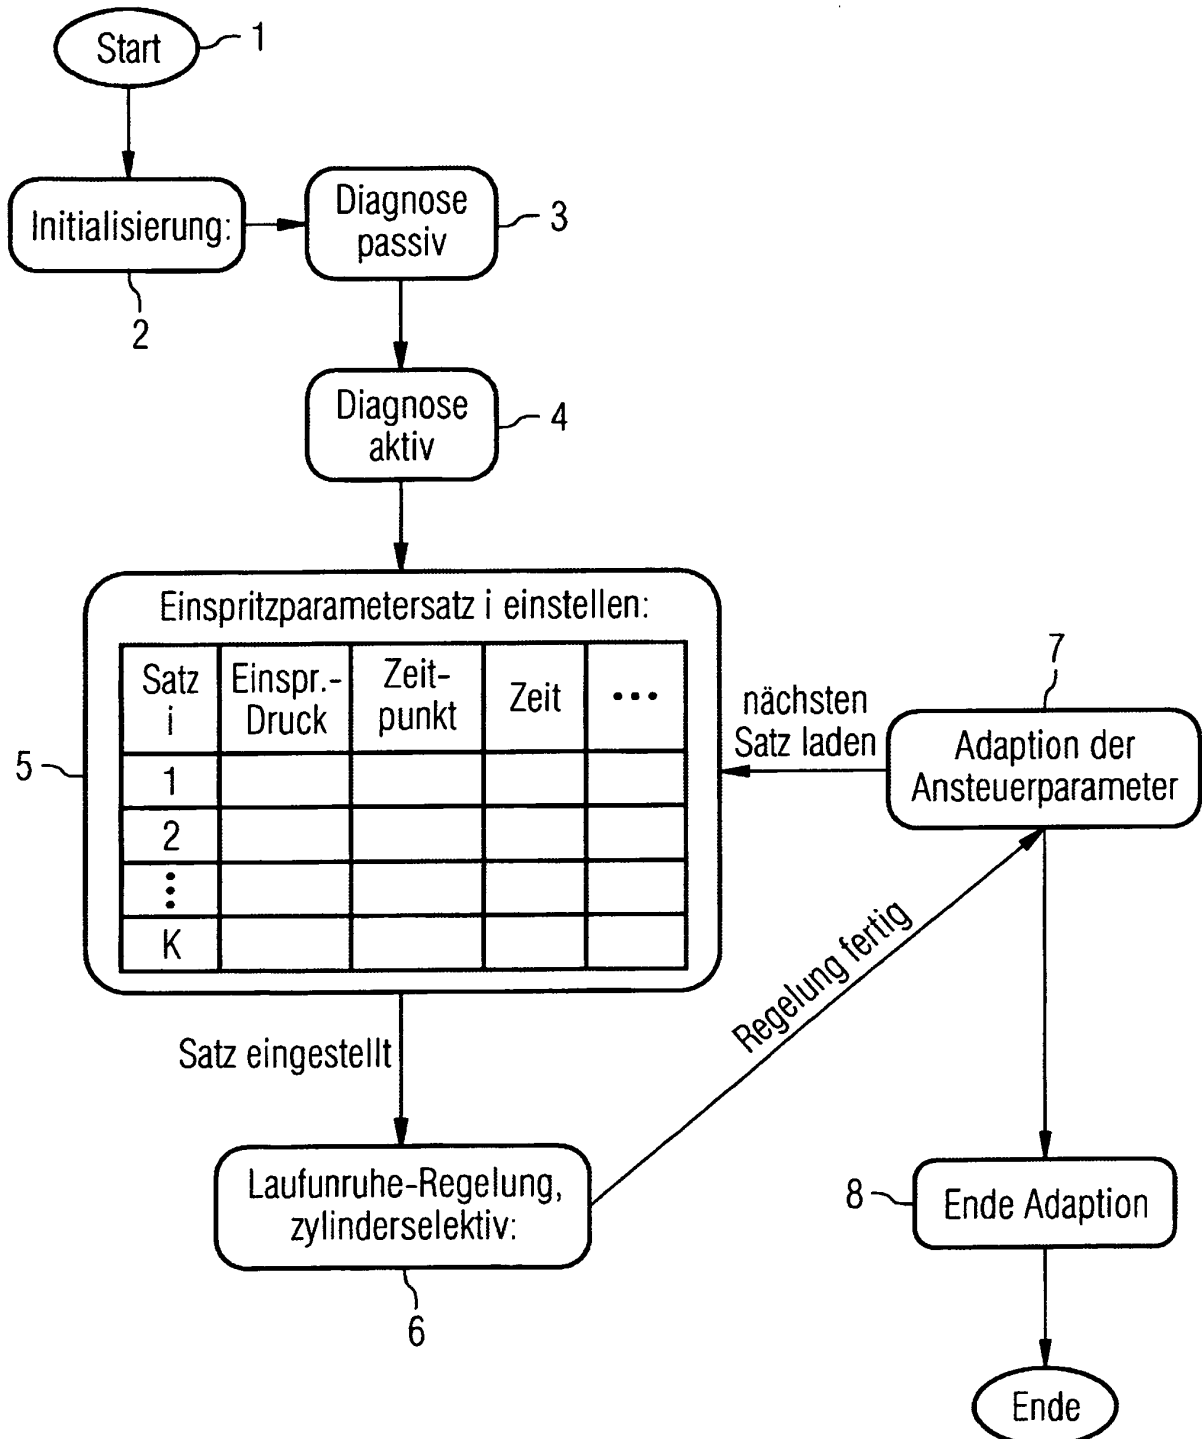 Start
1
Initialisierung:
2
Diagnose
passiv
3
Diagnose
aktiv
4
Einspritzparametersatz i einstellen:
Satz
i
Einspr.-
Druck
Zeit-
punkt
Zeit
...
1
2
⋮
K
5
Satz eingestellt
Laufunruhe-Regelung,
zylinderselektiv:
6
Regelung fertig
7
Adaption der
Ansteuerparameter
nächsten
Satz laden
8
Ende Adaption
Ende